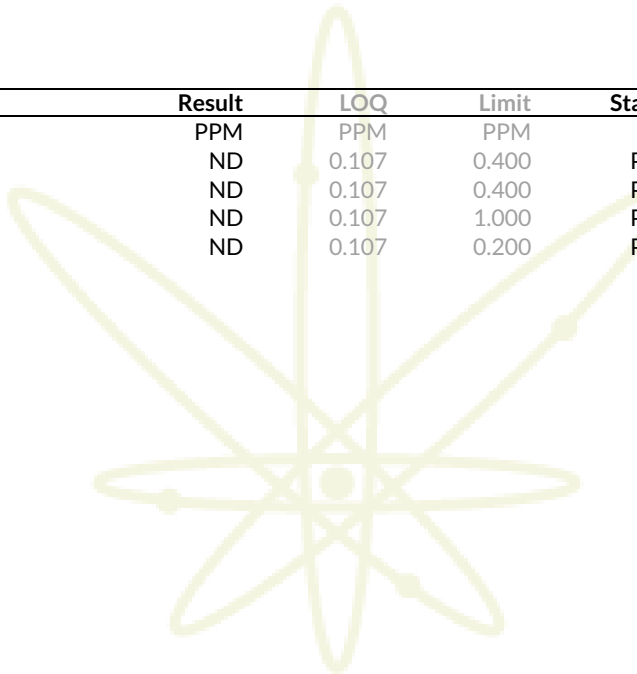 Result LOQ Limit
PPM PPM PPM
ND 0.107 0.400
ND 0.107 0.400
ND 0.107 1.000
ND 0.107 0.200